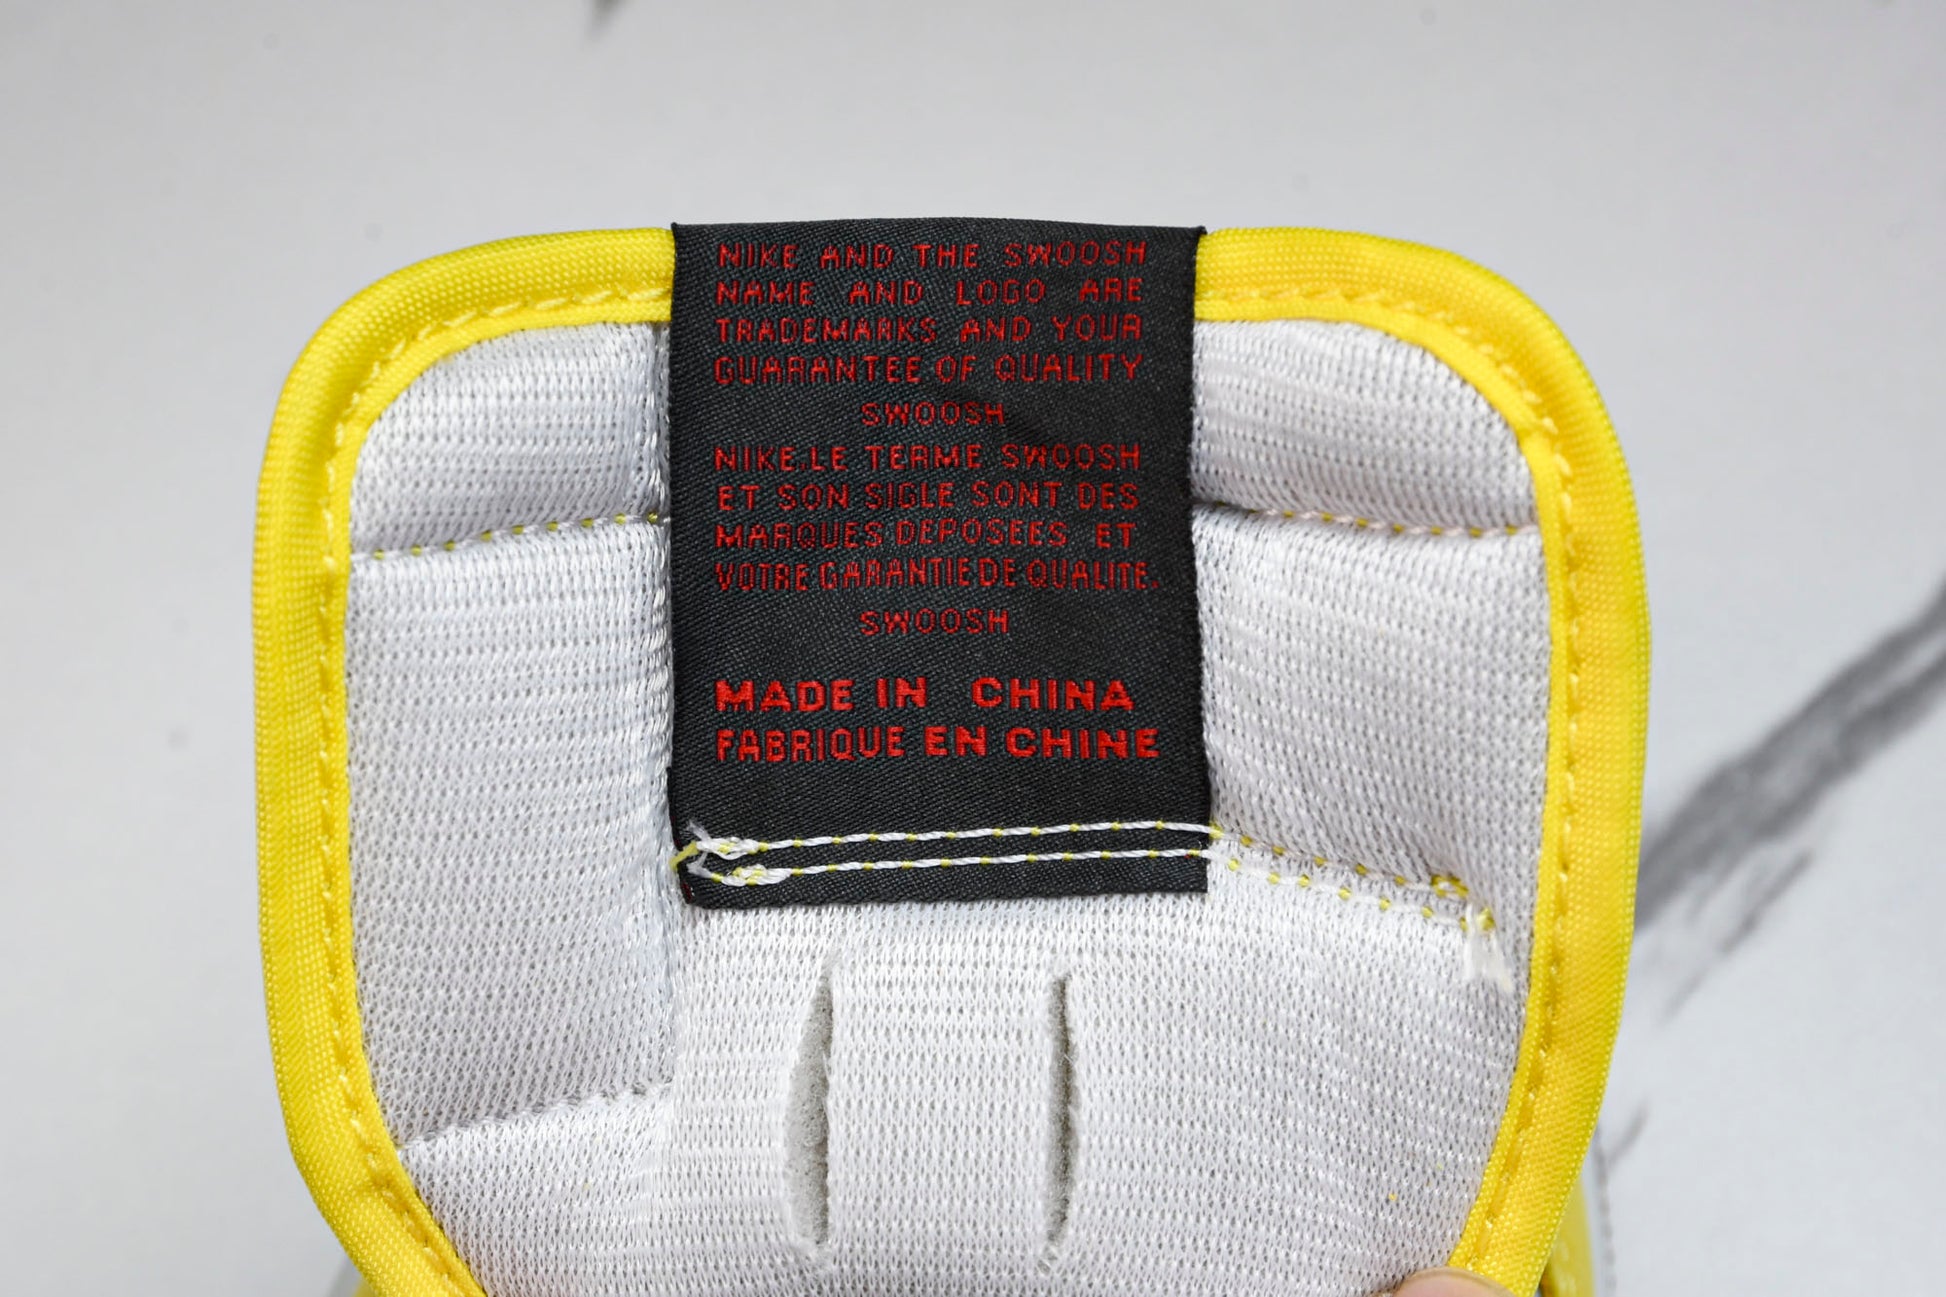 NIKE AND THE SWOOSH
NAME AND LOGO ARE
TRADEMARKS AND YOUR
GUARANTEE OF QUALITY
SWOOSH
NIKE.LE TERME SWOOSH
ET SON SIGLE SONT DES
MARQUES DEPOSEES ET
VOTRE GARANTIE DE QUALITE.
SWOOSH
MADE IN CHINA
FABRIQUE EN CHINE